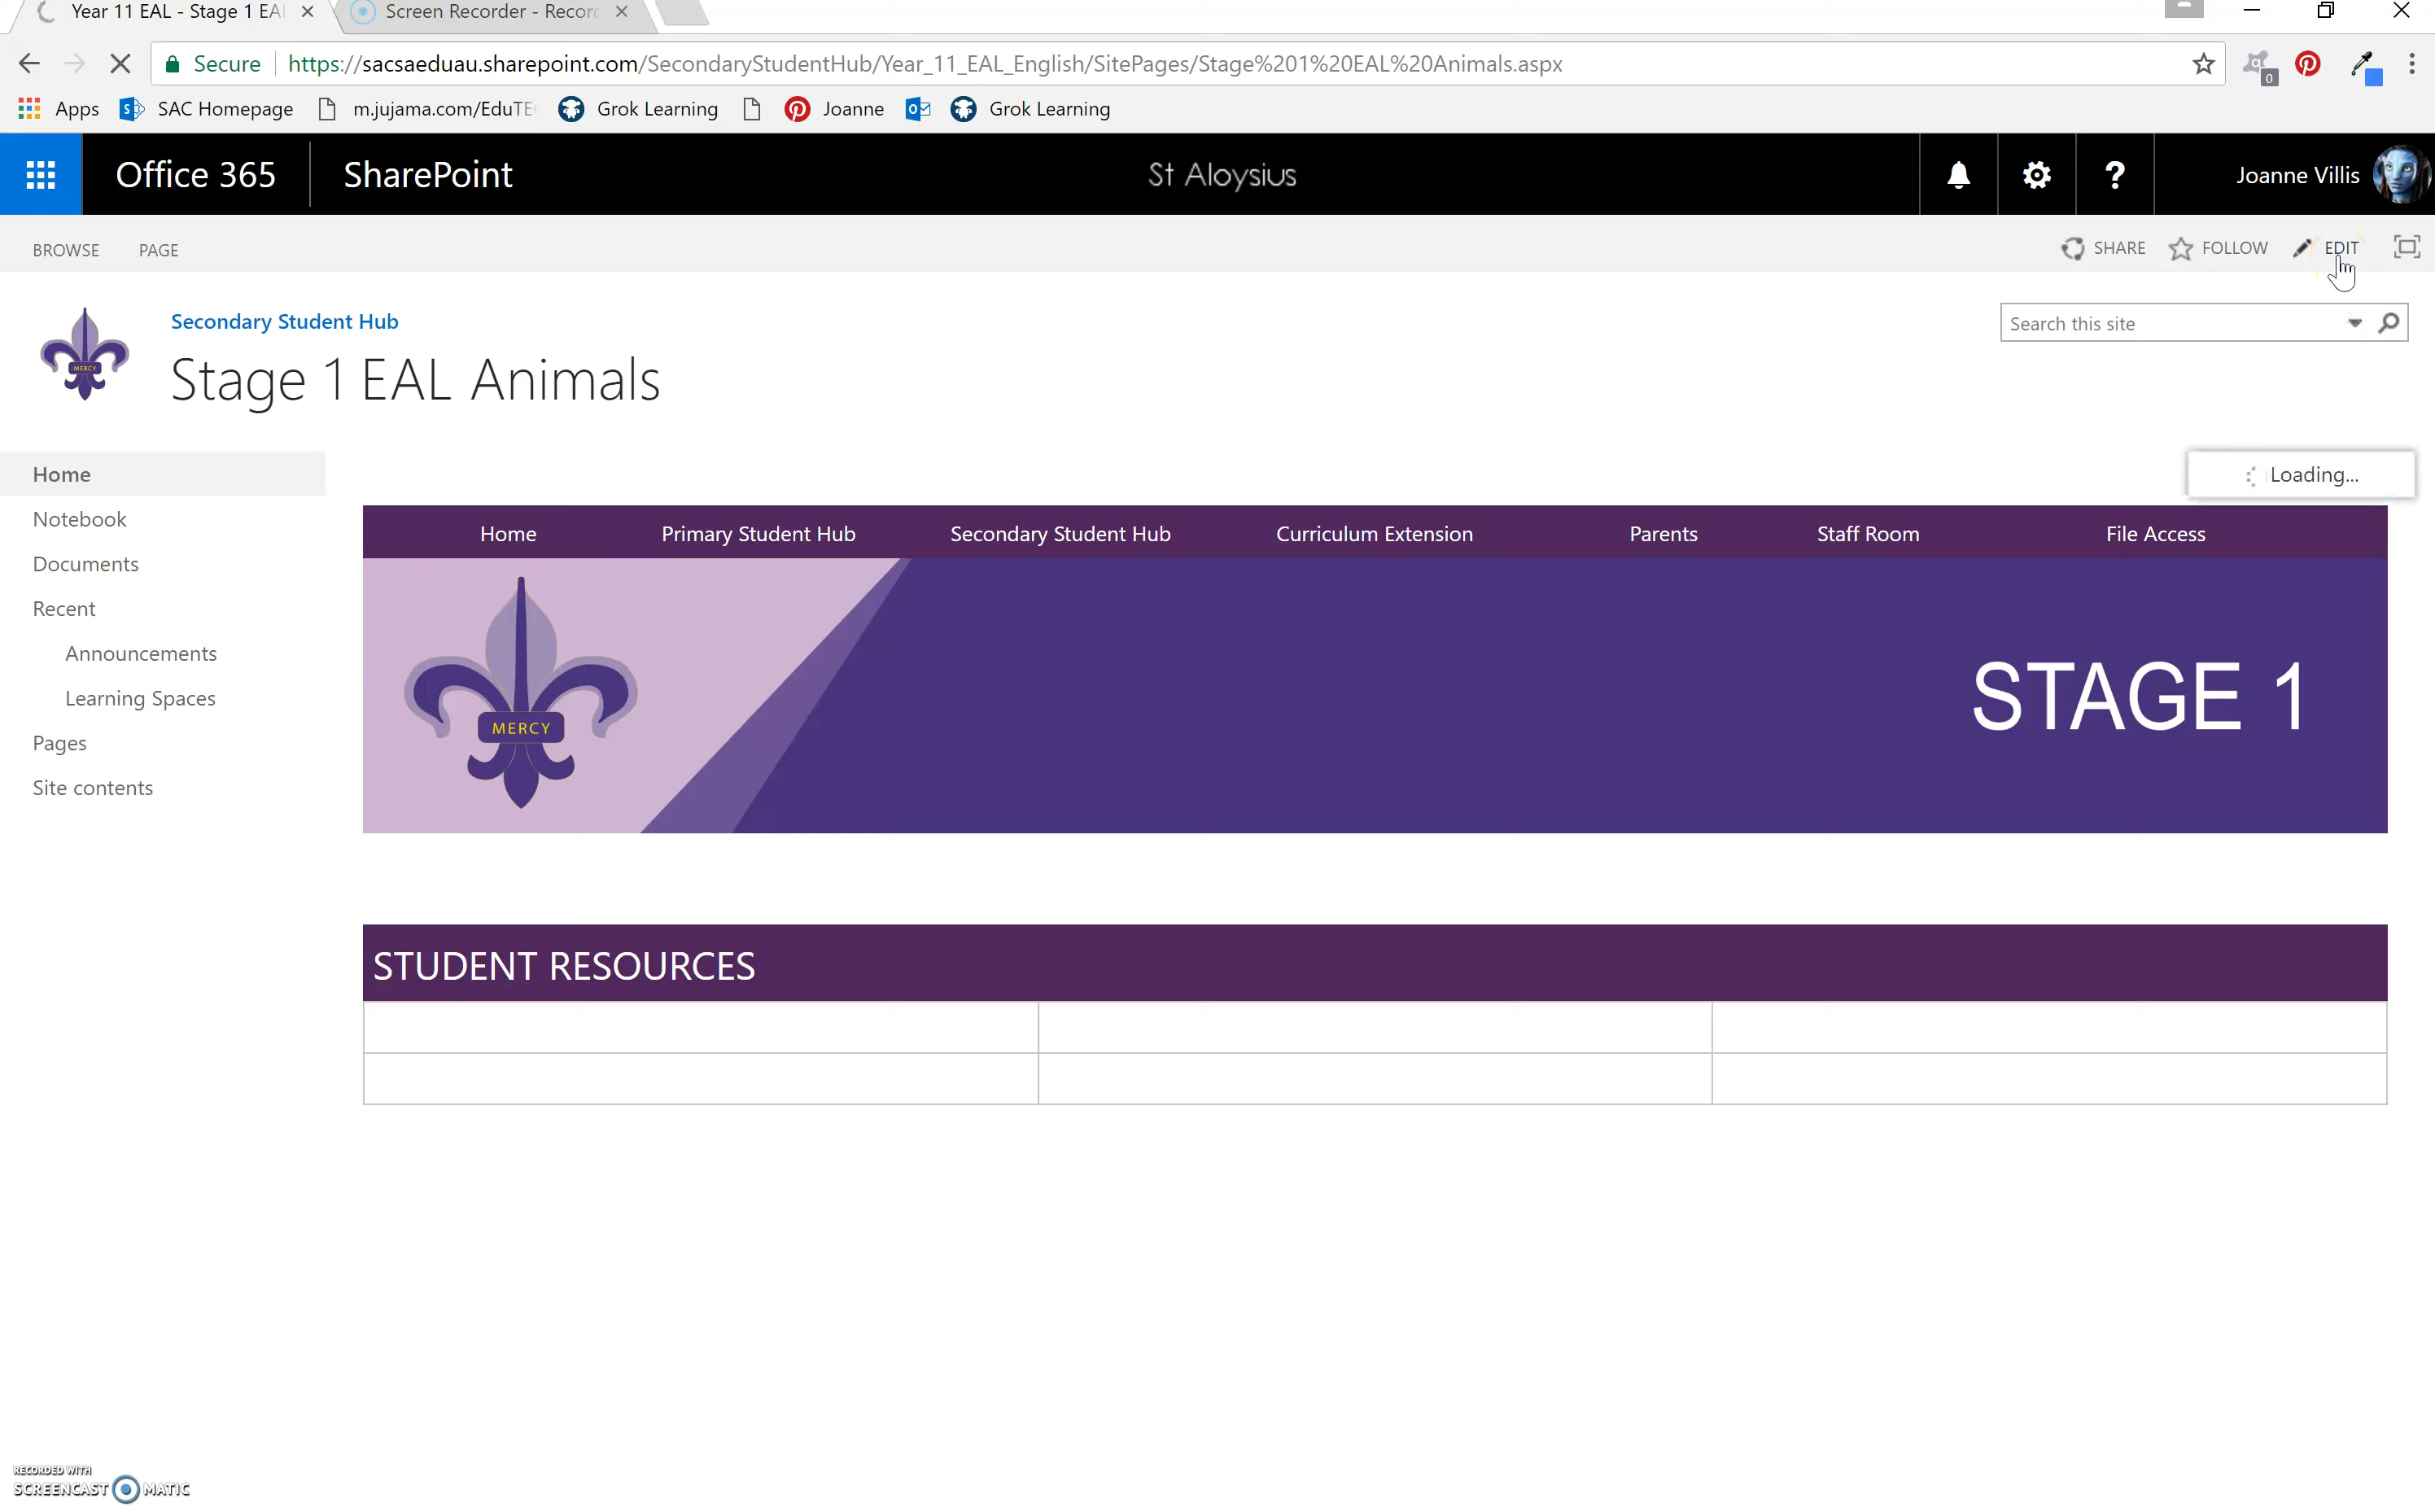 Year 11 EAL - Stage 1 EAL
Screen Recorder - Record
Secure
https://sacsaeduau.sharepoint.com/SecondaryStudentHub/Year_11_EAL_English/SitePages/Stage%201%20EAL%20Animals.aspx
0
Apps
SAC Homepage
m.jujama.com/EduTE
Grok Learning
Joanne
Grok Learning
Office 365
SharePoint
St Aloysius
?
Joanne Villis
BROWSE
PAGE
SHARE
FOLLOW
EDIT
Secondary Student Hub
Search this site
MERCY
Stage 1 EAL Animals
Home
Notebook
Documents
Recent
Announcements
Learning Spaces
Pages
Site contents
Loading...
Home
Primary Student Hub
Secondary Student Hub
Curriculum Extension
Parents
Staff Room
File Access
MERCY
STAGE 1
STUDENT RESOURCES
RECORDED WITH
SCREENCAST MATIC